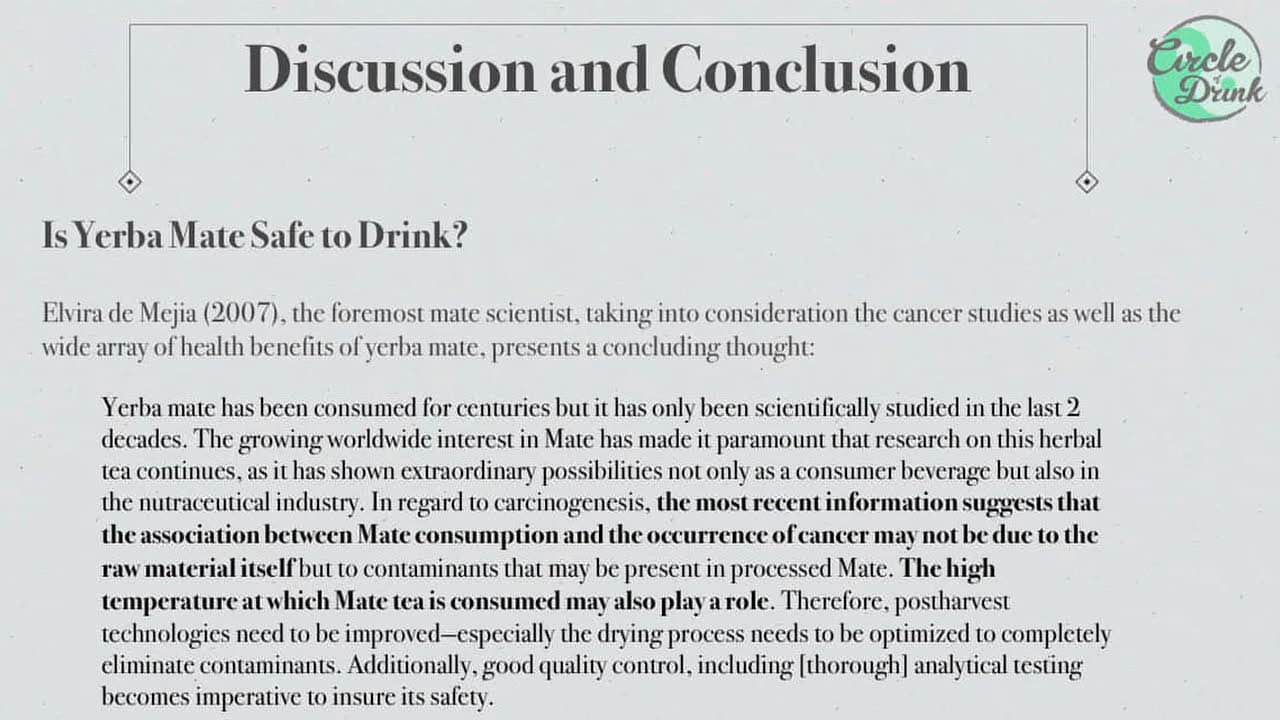 Discussion and Conclusion
Circle
of
Drink
Is Yerba Mate Safe to Drink?
Elvira de Mejia (2007), the foremost mate scientist, taking into consideration the cancer studies as well as the
wide array of health benefits of yerba mate, presents a concluding thought:
Yerba mate has been consumed for centuries but it has only been scientifically studied in the last 2
decades. The growing worldwide interest in Mate has made it paramount that research on this herbal
tea continues, as it has shown extraordinary possibilities not only as a consumer beverage but also in
the nutraceutical industry. In regard to carcinogenesis, the most recent information suggests that
the association between Mate consumption and the occurrence of cancer may not be due to the
raw material itself but to contaminants that may be present in processed Mate. The high
temperature at which Mate tea is consumed may also play a role. Therefore, postharvest
technologies need to be improved—especially the drying process needs to be optimized to completely
eliminate contaminants. Additionally, good quality control, including [thorough] analytical testing
becomes imperative to insure its safety.